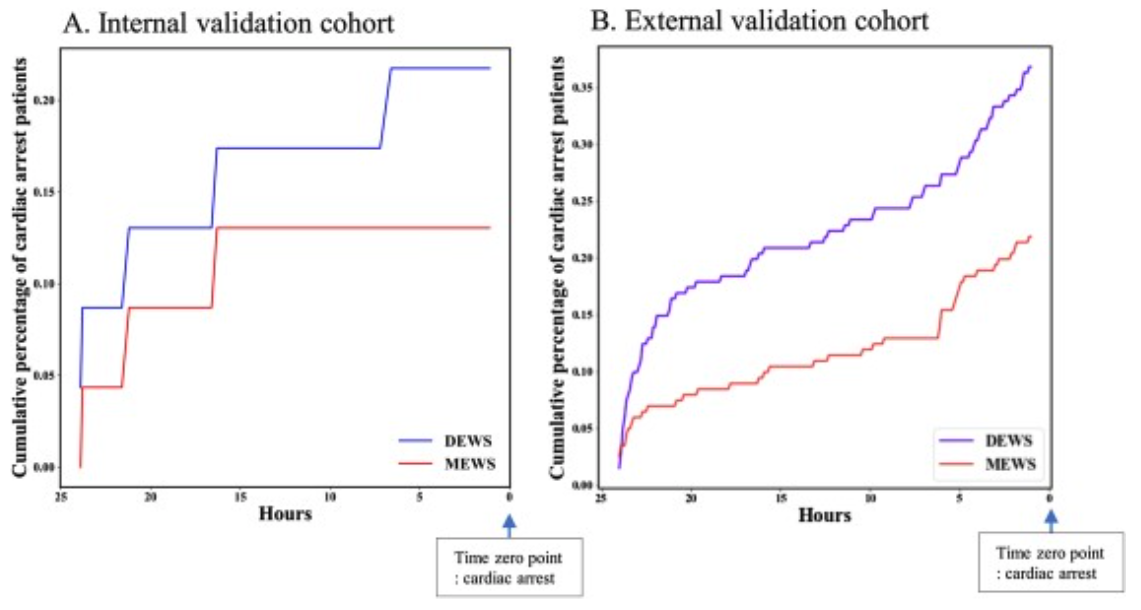 A. Internal validation cohort
Cumulative percentage of cardiac arrest patients
0.20
0.15
0.10
0.05
0.00
25
20
15
10
5
0
Hours
DEWS
MEWS
Time zero point
: cardiac arrest
B. External validation cohort
Cumulative percentage of cardiac arrest patients
0.35
0.30
0.25
0.20
0.15
0.10
0.05
0.00
25
20
15
10
5
0
Hours
DEWS
MEWS
Time zero point
: cardiac arrest